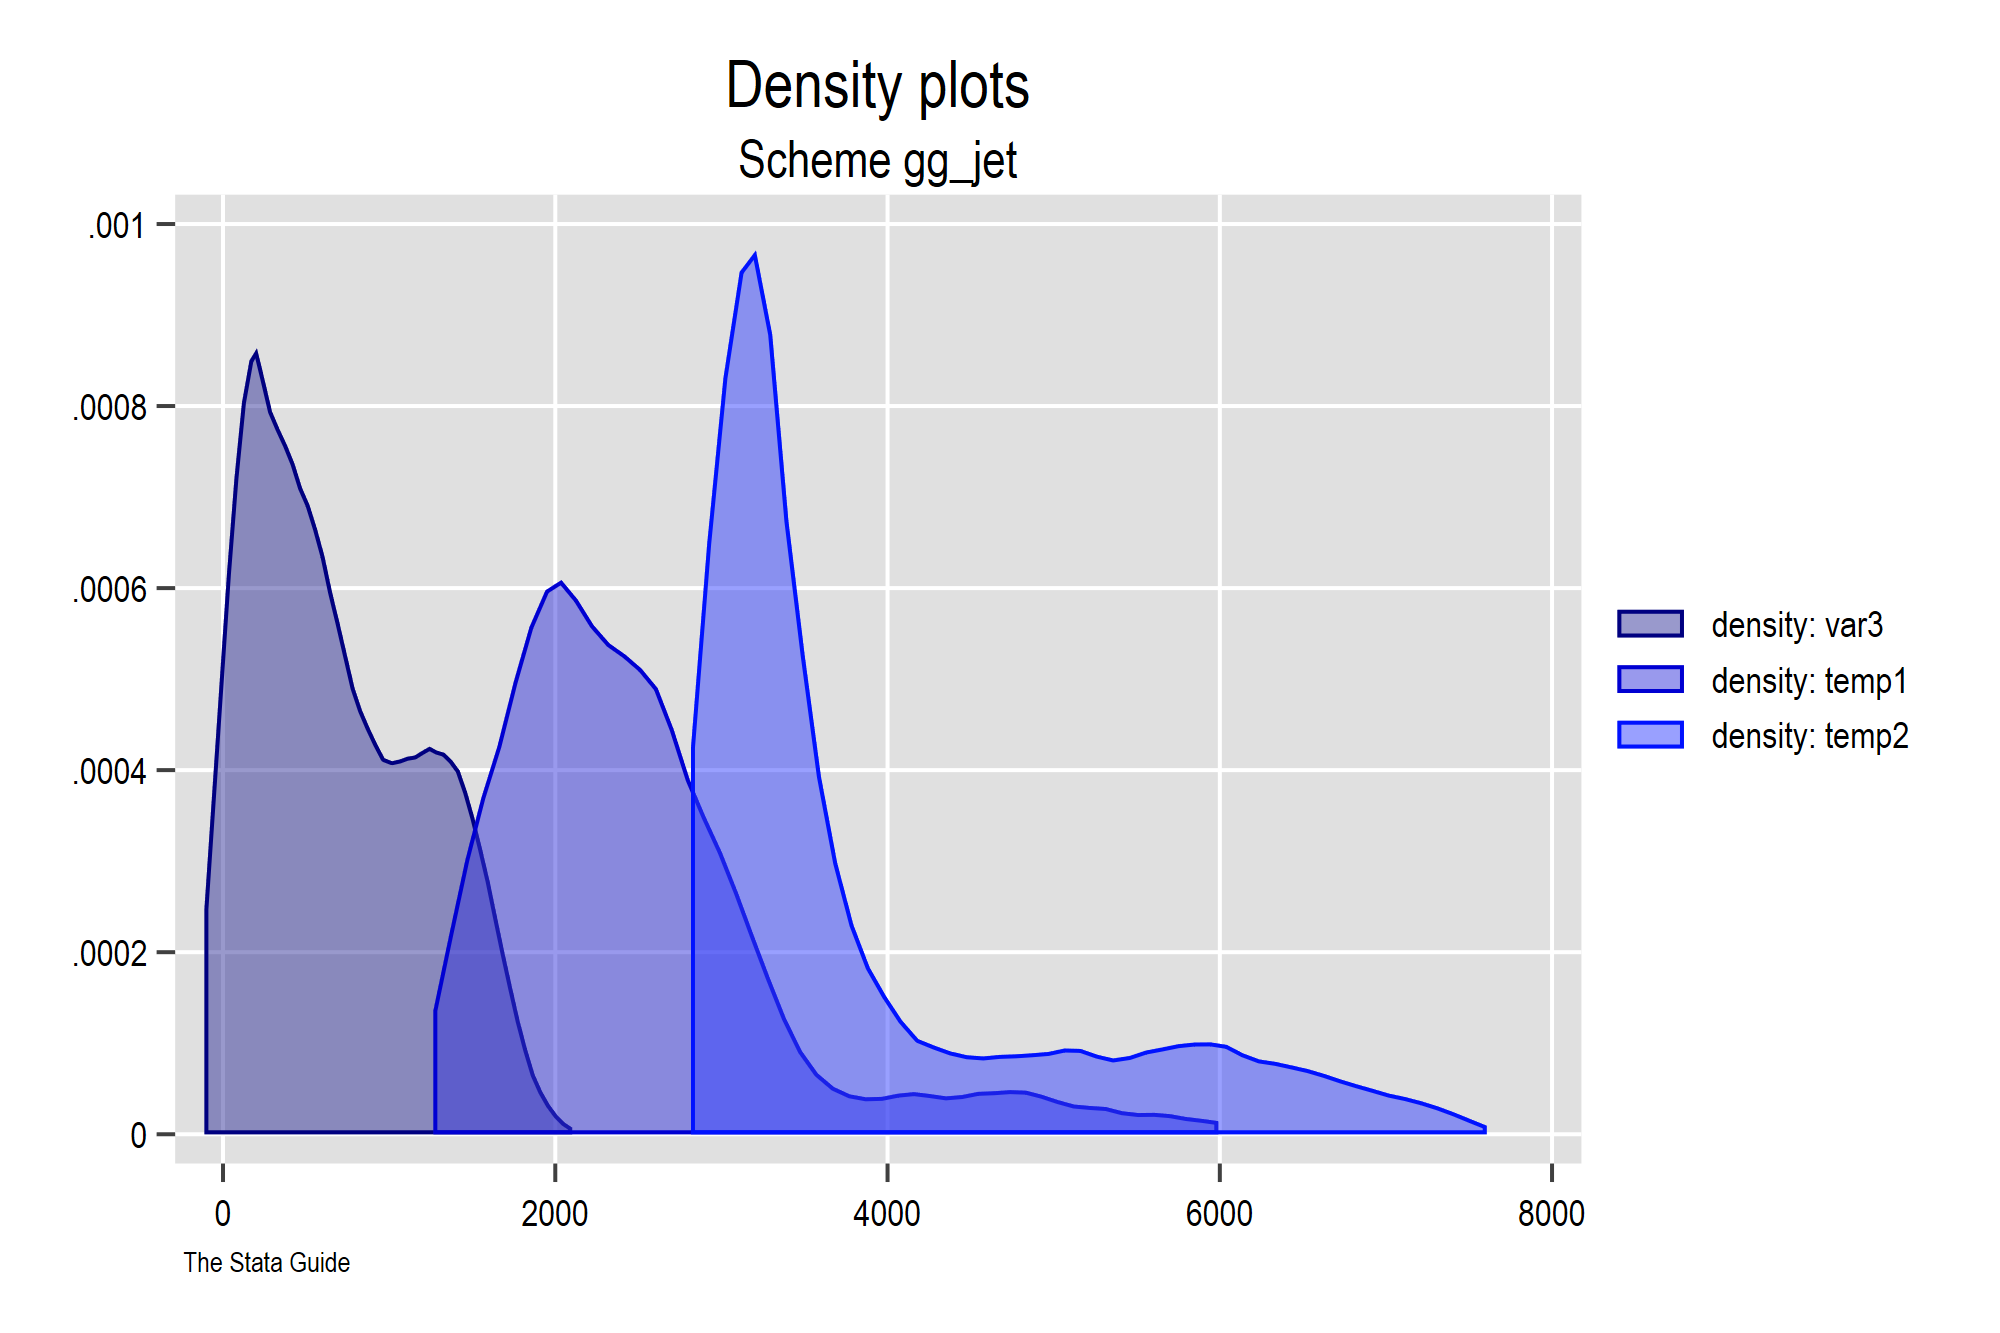 Density plots
Scheme gg_jet
.001
.0008
.0006
.0004
.0002
0
0 2000 4000 6000 8000
density: var3
density: temp1
density: temp2
The Stata Guide